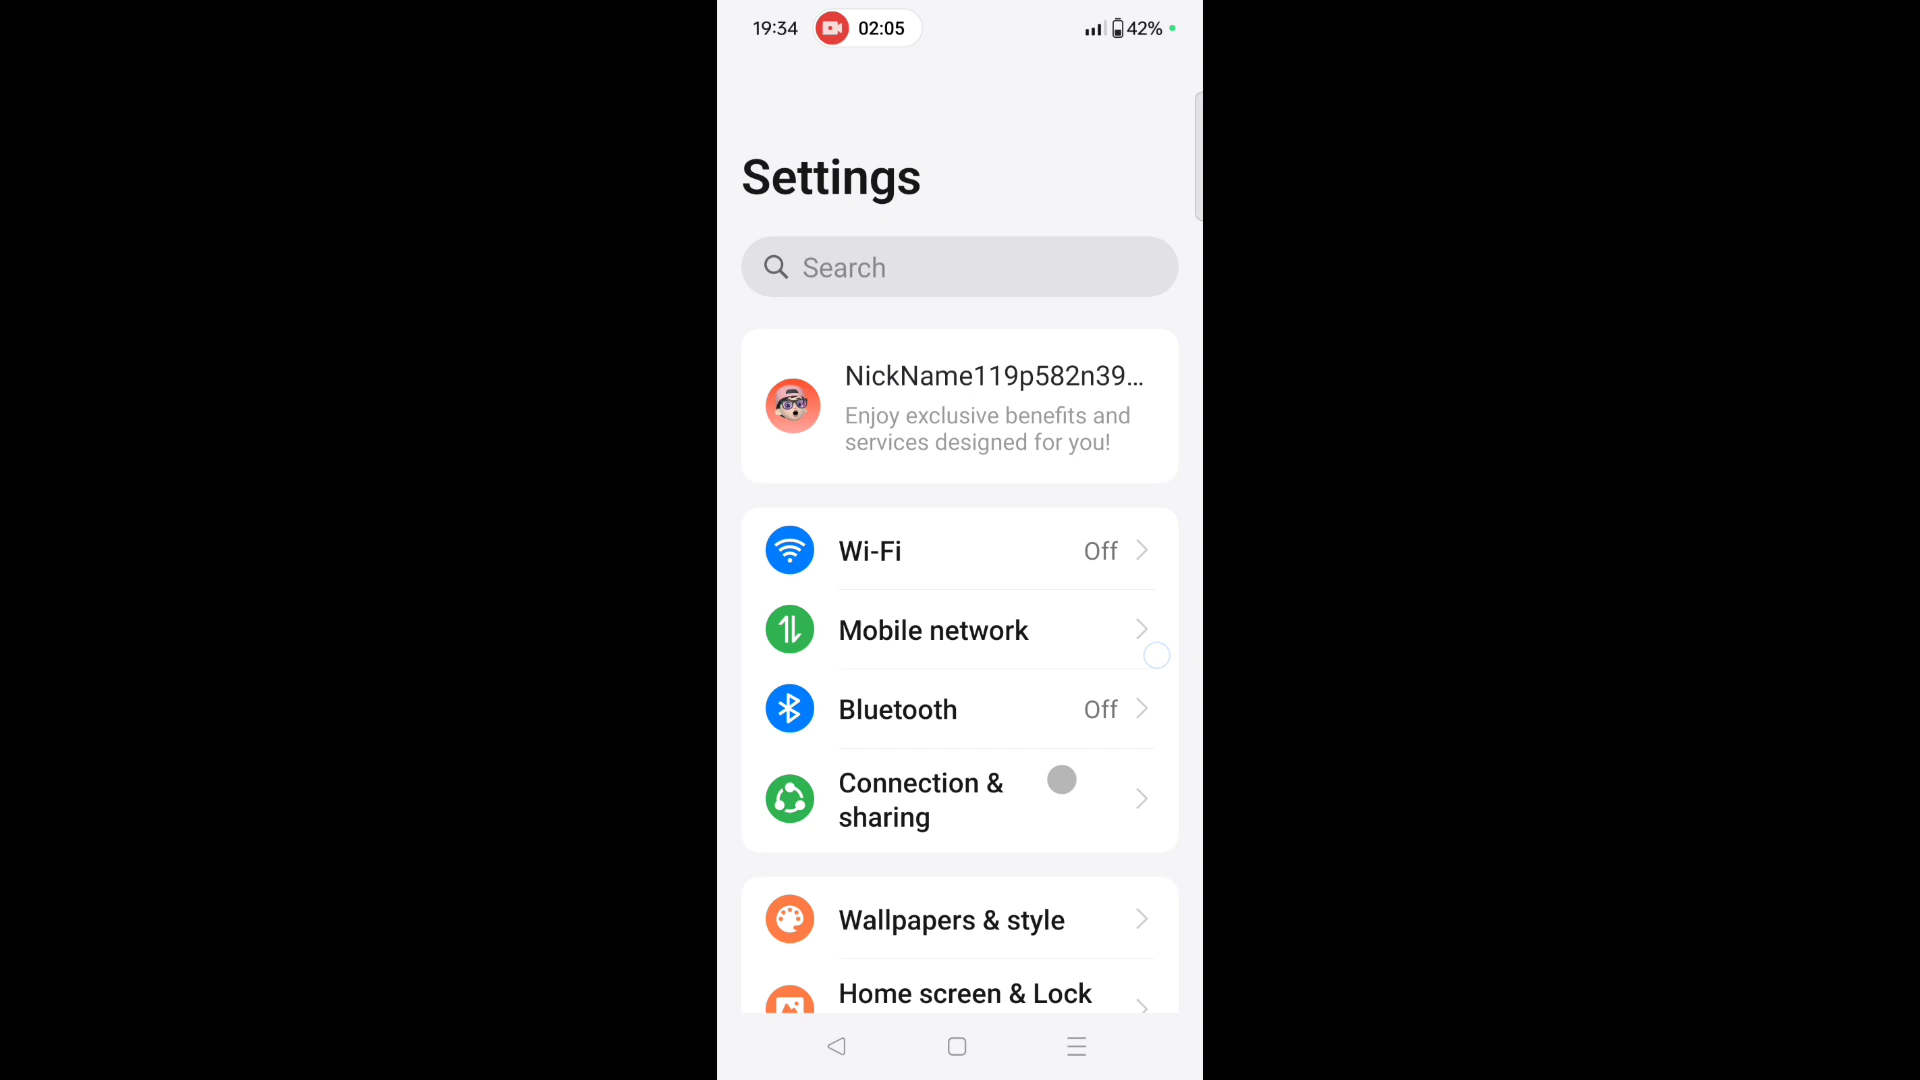 19:34 02:05 42%
Settings
Search
NickName119p582n39...
Enjoy exclusive benefits and
services designed for you!
Wi-Fi Off
Mobile network
Bluetooth Off
Connection &
sharing
Wallpapers & style
Home screen & Lock